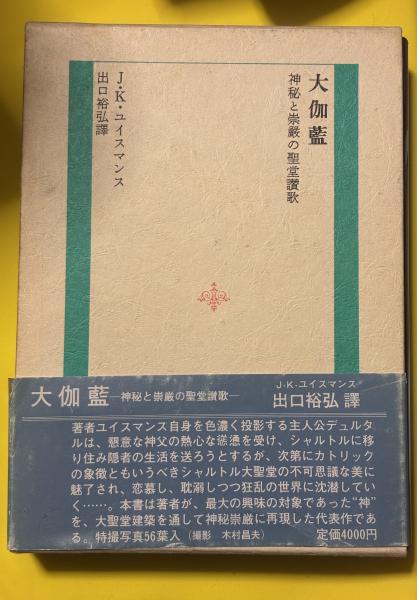 大伽藍
神秘と崇嚴の聖堂讃歌
J・K・ユイスマンス
出口裕弘譯
大伽藍―神秘と崇厳の聖堂讃歌―
J・K・ユイスマンス
出口裕弘 譯
著者ユイスマンス自身を色濃く投影する主人公デュルタ
ルは、懇意な神父の熱心な慫慂を受け、シャルトルに移
り住み隠者の生活を送ろうとするが、次第にカトリック
の象徴ともいうべきシャルトル大聖堂の不可思議な美に
魅了され、恋慕し、耽溺しつつ狂乱の世界に沈潜してい
く……。本書は著者が、最大の興味の対象であった“神”
を、大聖堂建築を通して神秘崇厳に再現した代表作であ
る。特撮写真56葉入（撮影 木村昌夫）
定価4000円